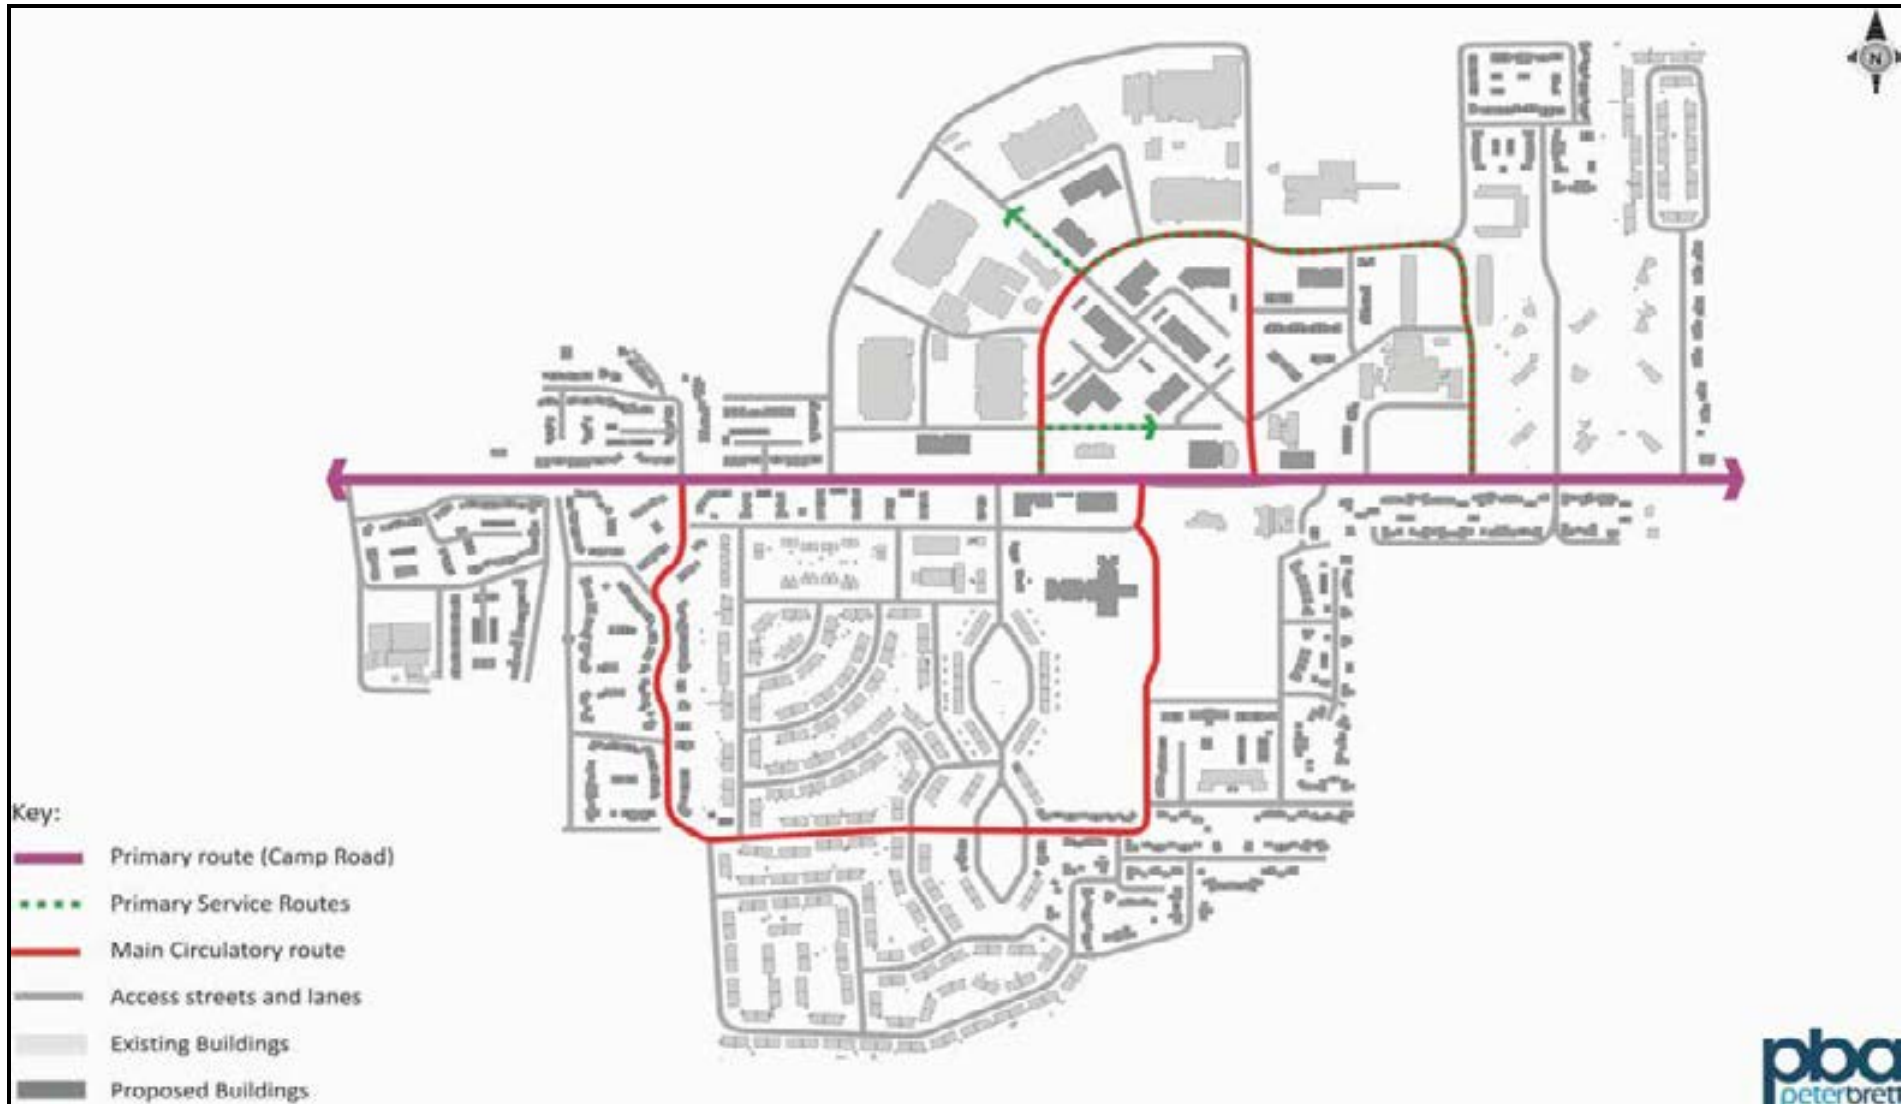 N
Key:
Primary route (Camp Road)
Primary Service Routes
Main Circulatory route
Access streets and lanes
Existing Buildings
Proposed Buildings
pba
peterbrett